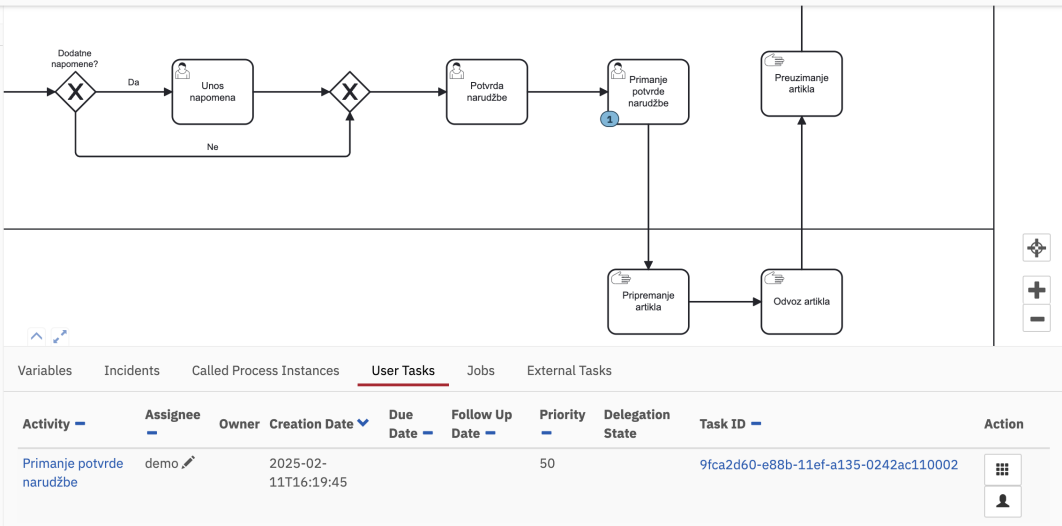 Dodatne
napomene?
Da
Ne
X
Unos
napomena
X
Potvrda
narudžbe
Primanje
potvrde
narudžbe
1
Preuzimanje
artikla
Pripremanje
artikla
Odvoz artikla
Variables Incidents Called Process Instances User Tasks Jobs External Tasks
Activity Assignee Owner Creation Date Due Date Follow Up Date Priority Delegation State Task ID Action
Primanje potvrde narudžbe
demo
2025-02-
11T16:19:45
50
9fca2d60-e88b-11ef-a135-0242ac110002